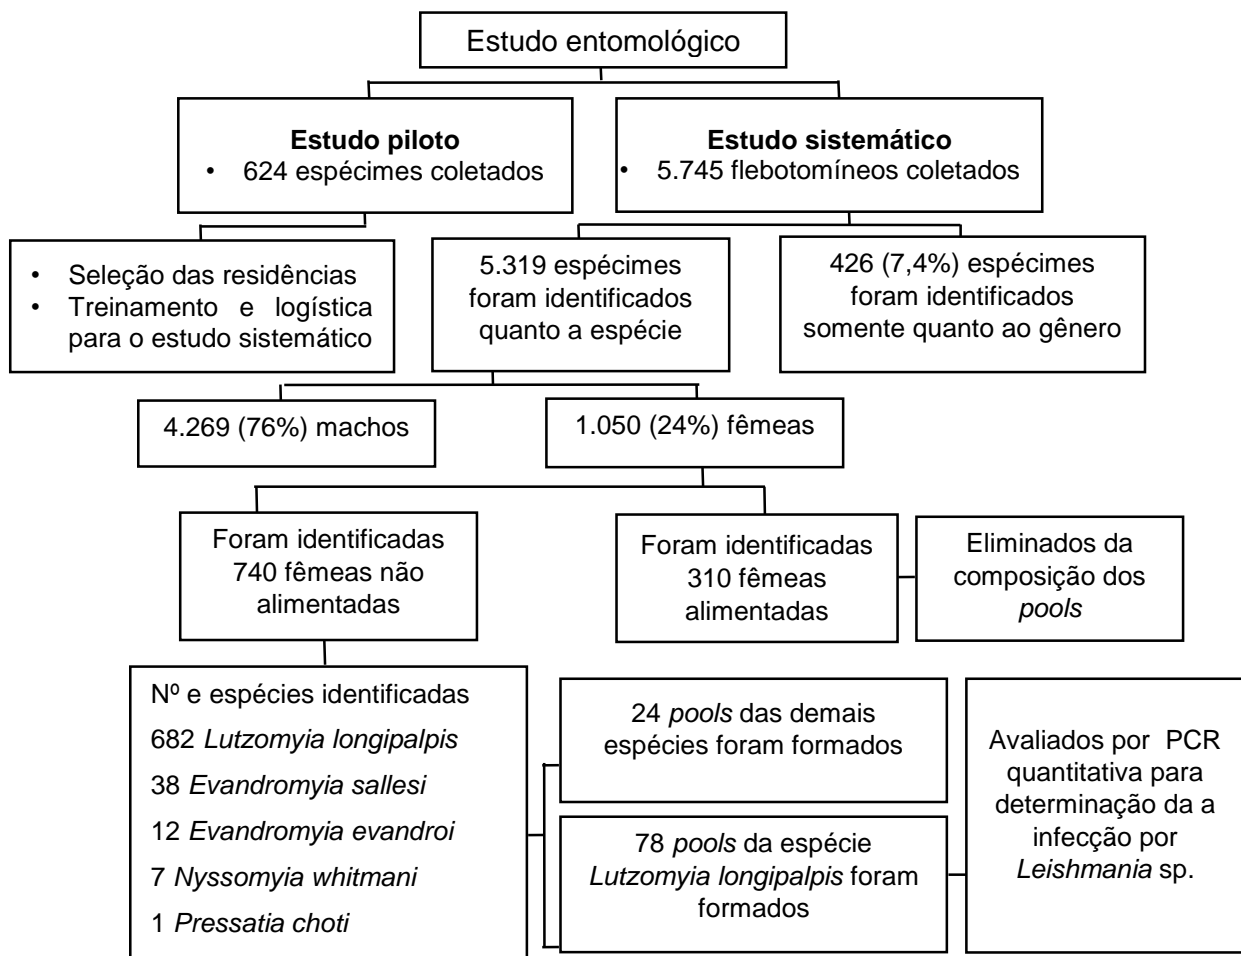 Estudo entomológico
Estudo piloto
• 624 espécimes coletados
Estudo sistemático
• 5.745 flebotomíneos coletados
• Seleção das residências
• Treinamento e logística
para o estudo sistemático
5.319 espécimes
foram identificados
quanto a espécie
426 (7,4%) espécimes
foram identificados
somente quanto ao gênero
4.269 (76%) machos
1.050 (24%) fêmeas
Foram identificadas
740 fêmeas não
alimentadas
Foram identificadas
310 fêmeas
alimentadas
Eliminados da
composição dos
pools
Nº e espécies identificadas
682 Lutzomyia longipalpis
38 Evandromyia sallesi
12 Evandromyia evandroi
7 Nyssomyia whitmani
1 Pressatia choti
24 pools das demais
espécies foram formados
78 pools da espécie
Lutzomyia longipalpis foram
formados
Avaliados por PCR
quantitativa para
determinação da a
infecção por
Leishmania sp.